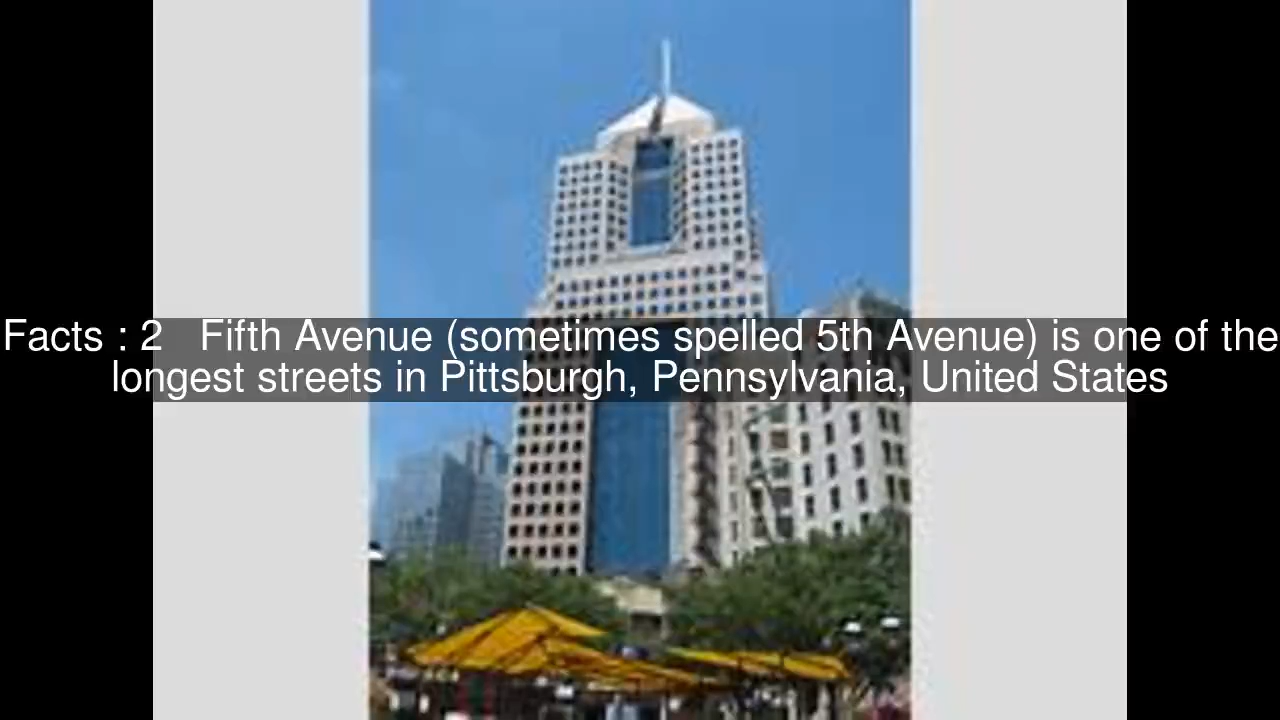 Facts : 2   Fifth Avenue (sometimes spelled 5th Avenue) is one of the
longest streets in Pittsburgh, Pennsylvania, United States